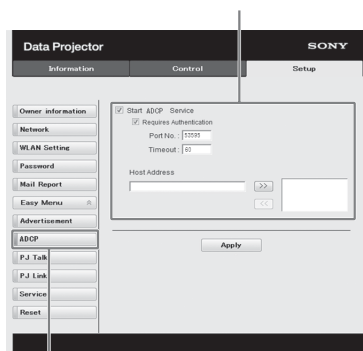 Data Projector
SONY
Information
Control
Setup
Owner information
Network
WLAN Setting
Password
Mail Report
Easy Menu
Advertisement
ADCP
PJ Talk
PJ Link
Service
Reset
Start ADCP Service
Requires Authentication
Port No. : 53595
Timeout : 60
Host Address
>>
<<
Apply